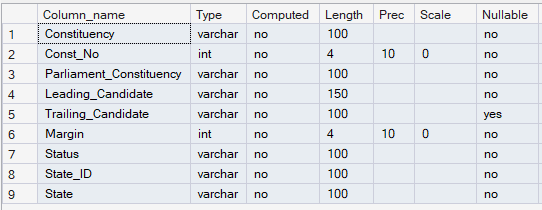 Column_name Type Computed Length Prec Scale Nullable
1 Constituency varchar no 100 no
2 Const_No int no 4 10 0 no
3 Parliament_Constituency varchar no 100 no
4 Leading_Candidate varchar no 150 no
5 Trailing_Candidate varchar no 100 yes
6 Margin int no 4 10 0 no
7 Status varchar no 100 no
8 State_ID varchar no 100 no
9 State varchar no 100 no